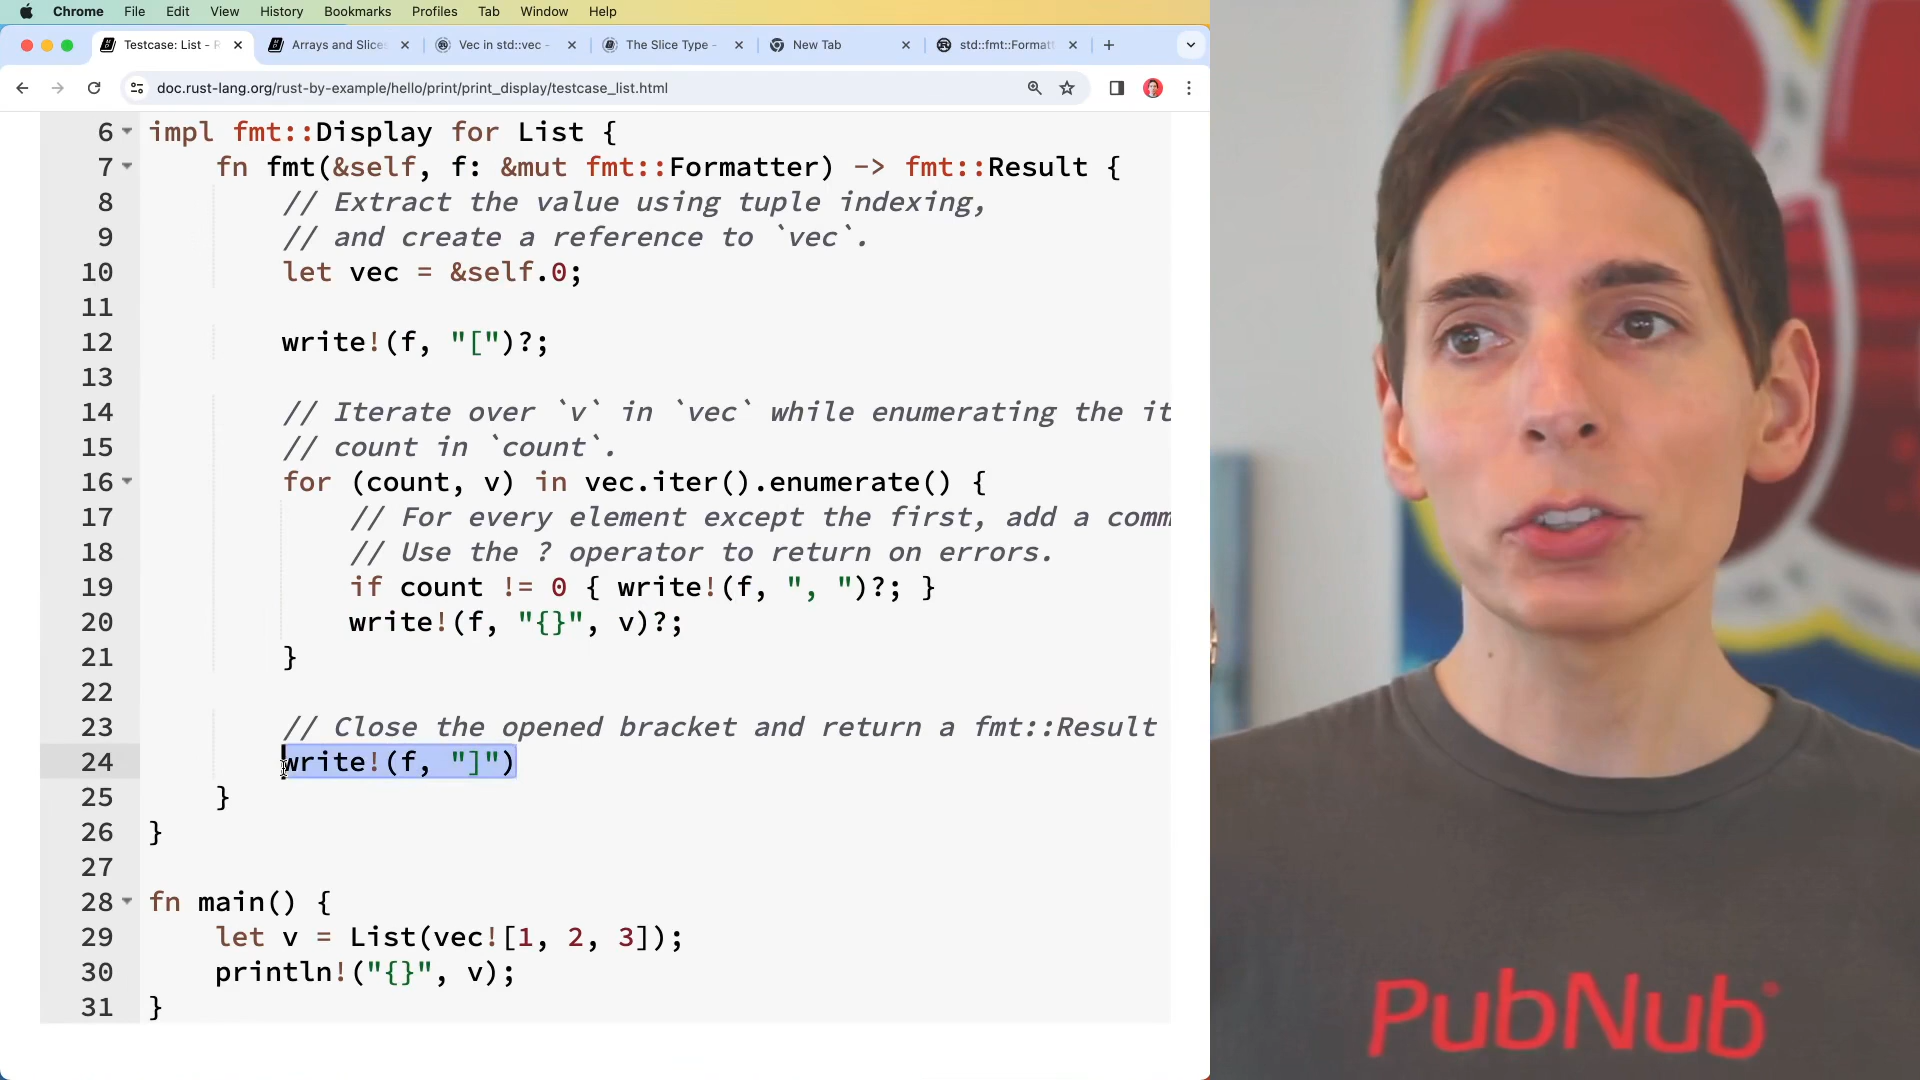 Chrome File Edit View History Bookmarks Profiles Tab Window Help
Testcase: List - R Arrays and Slices Vec in std::vec - The Slice Type - New Tab std::fmt::Formatt
doc.rust-lang.org/rust-by-example/hello/print/print_display/testcase_list.html
6 impl fmt::Display for List {
7 fn fmt(&self, f: &mut fmt::Formatter) -> fmt::Result {
8 // Extract the value using tuple indexing,
9 // and create a reference to `vec`.
10 let vec = &self.0;
11
12 write!(f, "[")?;
13
14 // Iterate over `v` in `vec` while enumerating the it
15 // count in `count`.
16 for (count, v) in vec.iter().enumerate() {
17 // For every element except the first, add a comm
18 // Use the ? operator to return on errors.
19 if count != 0 { write!(f, ", ")?; }
20 write!(f, "{}", v)?;
21 }
22
23 // Close the opened bracket and return a fmt::Result
24 write!(f, "]")
25 }
26 }
27
28 fn main() {
29 let v = List(vec![1, 2, 3]);
30 println!("{}", v);
31 }
PubNub